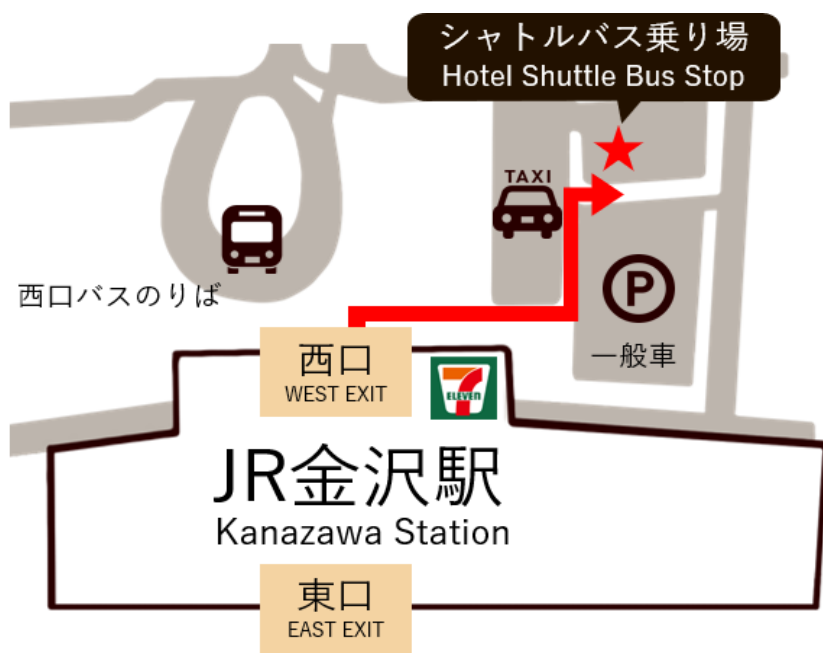 シャトルバス乗り場
Hotel Shuttle Bus Stop
TAXI
西口バスのりば
P
一般車
西口
WEST EXIT
7
ELEVEN
JR金沢駅
Kanazawa Station
東口
EAST EXIT